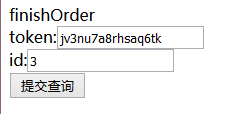 finishOrder
token:jv3nu7a8rhsaq6tk
id:3
提交查询